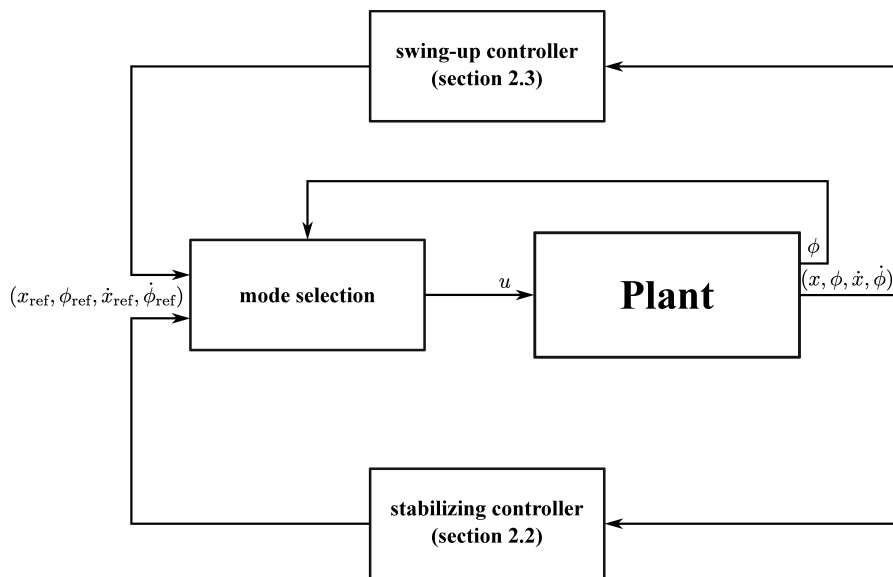 swing-up controller
(section 2.3)
ϕ
(x_ref, ϕ_ref, ẋ_ref, ϕ̇_ref)
mode selection
u
Plant
(x, ϕ, ẋ, ϕ̇)
stabilizing controller
(section 2.2)